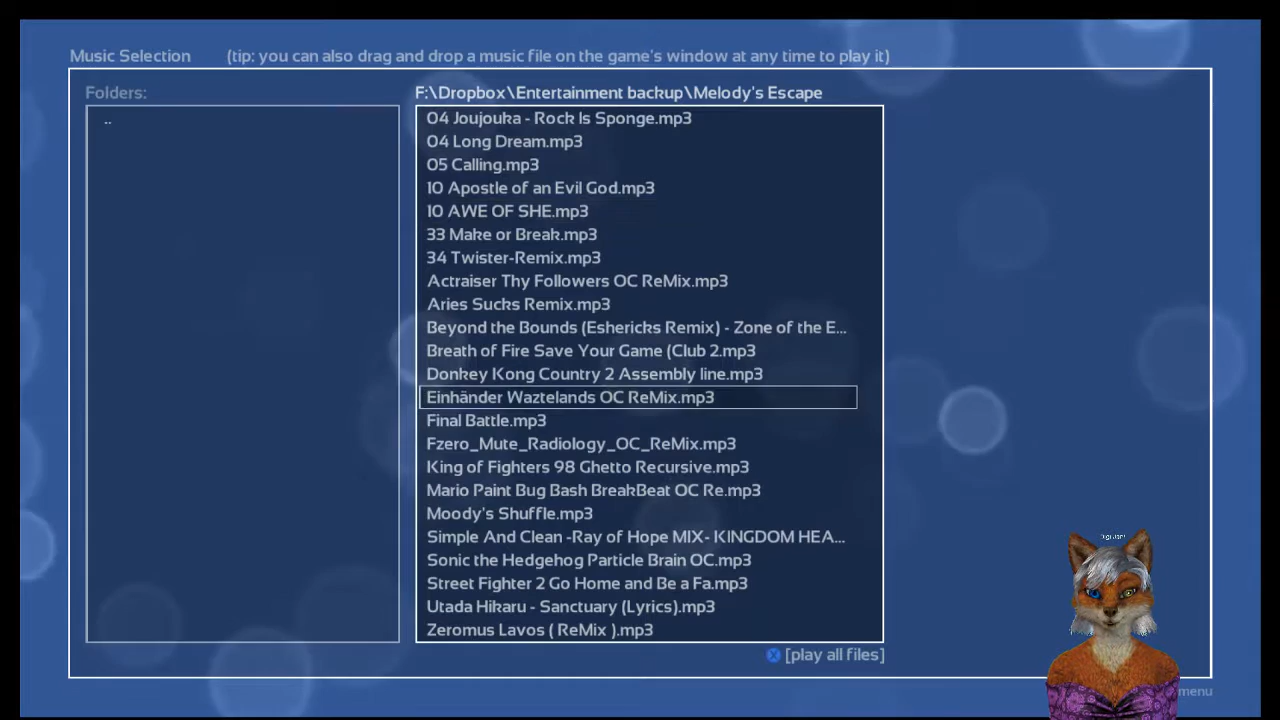 Music Selection (tip: you can also drag and drop a music file on the game's window at any time to play it)
Folders:
..
F:\Dropbox\Entertainment backup\Melody's Escape
04 Joujouka - Rock Is Sponge.mp3
04 Long Dream.mp3
05 Calling.mp3
10 Apostle of an Evil God.mp3
10 AWE OF SHE.mp3
33 Make or Break.mp3
34 Twister-Remix.mp3
Actraiser Thy Followers OC ReMix.mp3
Aries Sucks Remix.mp3
Beyond the Bounds (Eshericks Remix) - Zone of the E...
Breath of Fire Save Your Game (Club 2.mp3
Donkey Kong Country 2 Assembly line.mp3
Einhänder Waztelands OC ReMix.mp3
Final Battle.mp3
Fzero_Mute_Radiology_OC_ReMix.mp3
King of Fighters 98 Ghetto Recursive.mp3
Mario Paint Bug Bash BreakBeat OC Re.mp3
Moody's Shuffle.mp3
Simple And Clean -Ray of Hope MIX- KINGDOM HEA...
Sonic the Hedgehog Particle Brain OC.mp3
Street Fighter 2 Go Home and Be a Fa.mp3
Utada Hikaru - Sanctuary (Lyrics).mp3
Zeromus Lavos ( ReMix ).mp3
X [play all files]
menu